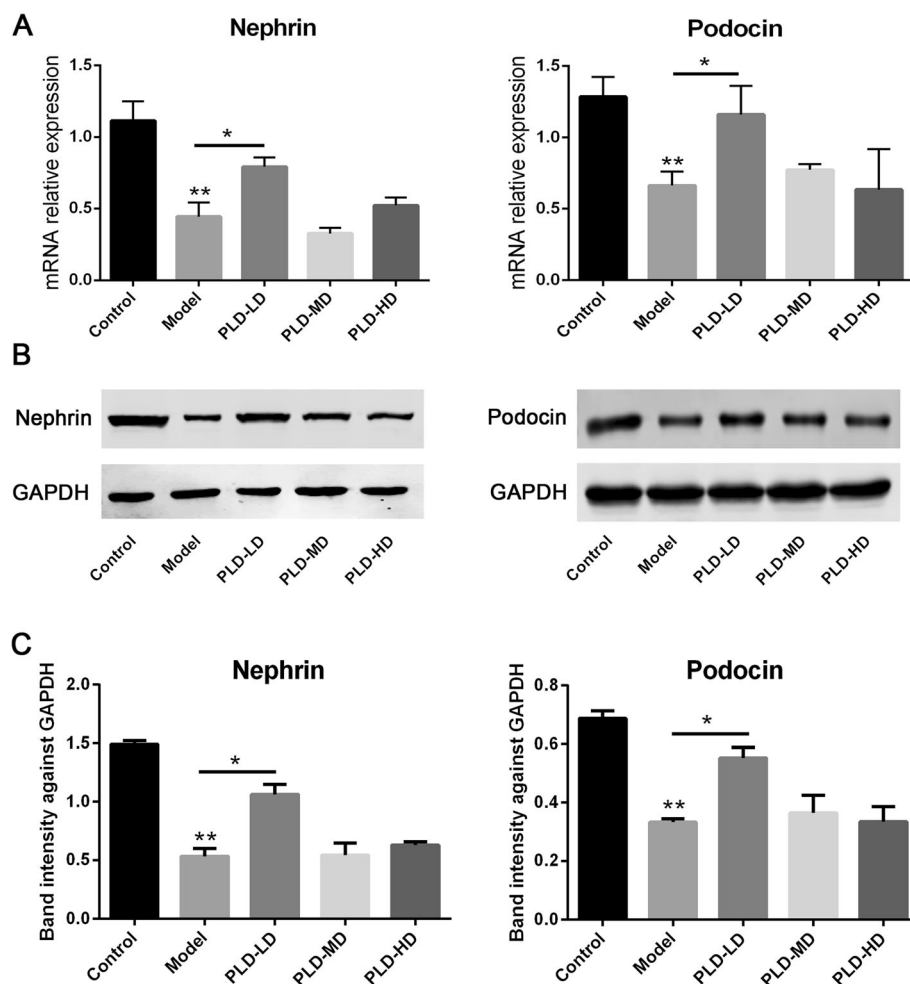 A
Nephrin
mRNA relative expression
1.5
1.0
0.5
0.0
**
*
Control
Model
PLD-LD
PLD-MD
PLD-HD
Podocin
mRNA relative expression
1.5
1.0
0.5
0.0
**
*
Control
Model
PLD-LD
PLD-MD
PLD-HD
B
Nephrin
GAPDH
Control
Model
PLD-LD
PLD-MD
PLD-HD
Podocin
GAPDH
Control
Model
PLD-LD
PLD-MD
PLD-HD
C
Nephrin
Band intensity against GAPDH
2.0
1.5
1.0
0.5
0.0
**
*
Control
Model
PLD-LD
PLD-MD
PLD-HD
Podocin
Band intensity against GAPDH
0.8
0.6
0.4
0.2
0.0
**
*
Control
Model
PLD-LD
PLD-MD
PLD-HD